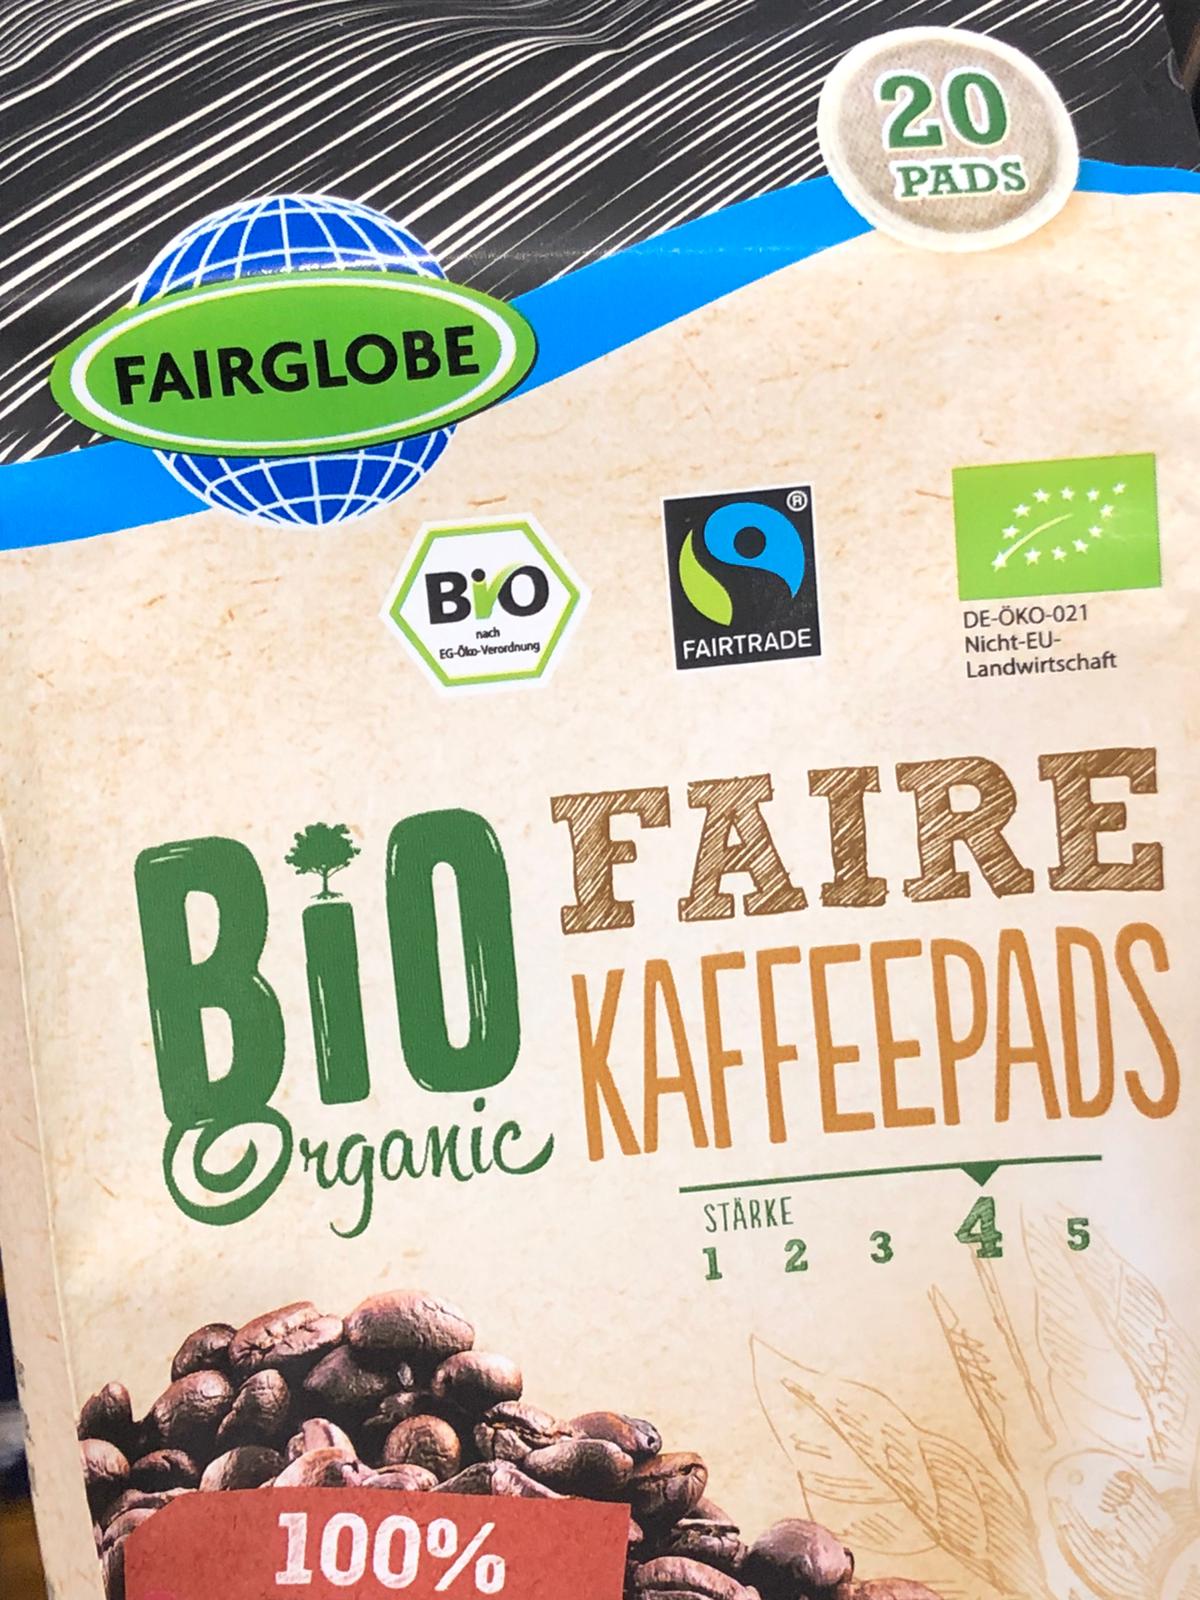 20
PADS
FAIRGLOBE
Bio
nach
EG-Öko-Verordnung
®
FAIRTRADE
DE-ÖKO-021
Nicht-EU-
Landwirtschaft
BiO
Organic
FAIRE
KAFFEEPADS
STÄRKE
1 2 3 4 5
100%